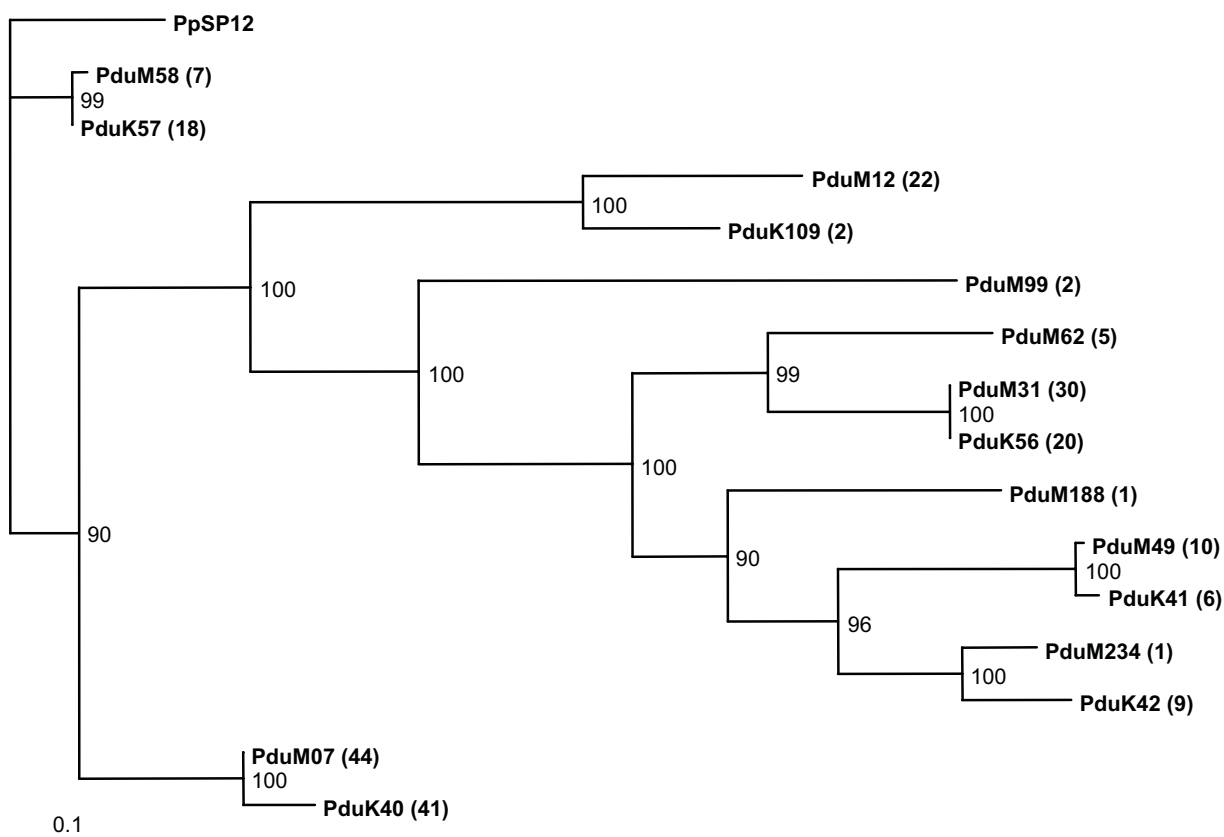 PpSP12
PduM58 (7)
99
PduK57 (18)
PduM12 (22)
100
PduK109 (2)
PduM99 (2)
100
PduM62 (5)
100
99
PduM31 (30)
100
PduK56 (20)
100
PduM188 (1)
90
PduM49 (10)
90
100
PduK41 (6)
96
PduM234 (1)
100
PduK42 (9)
PduM07 (44)
100
PduK40 (41)
0.1